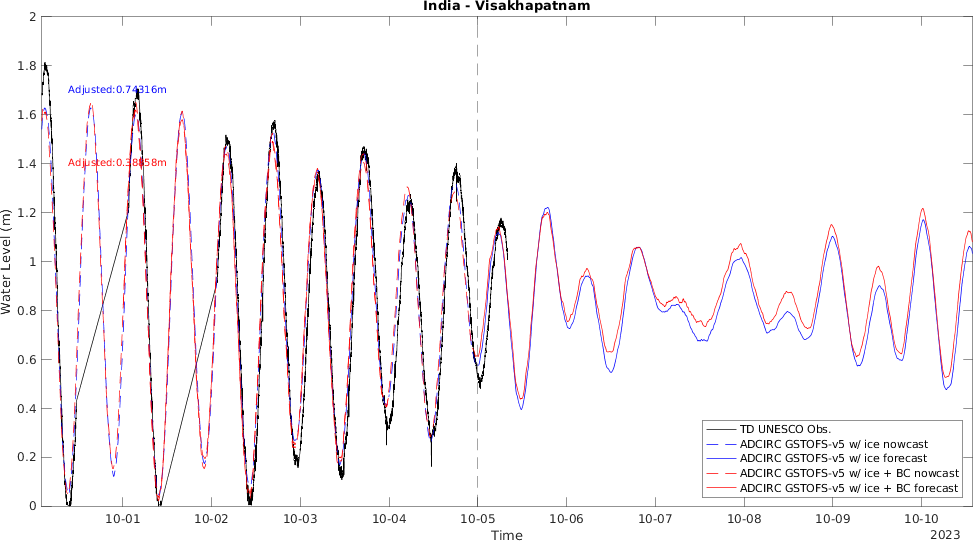 India - Visakhapatnam
2
1.8
1.6
1.4
1.2
1
0.8
0.6
0.4
0.2
0
Water Level (m)
Adjusted:0.74316m
Adjusted:0.38858m
TD UNESCO Obs.
ADCIRC GSTOFS-v5 w/ ice nowcast
ADCIRC GSTOFS-v5 w/ ice forecast
ADCIRC GSTOFS-v5 w/ ice + BC nowcast
ADCIRC GSTOFS-v5 w/ ice + BC forecast
10-01 10-02 10-03 10-04 10-05 10-06 10-07 10-08 10-09 10-10
Time
2023